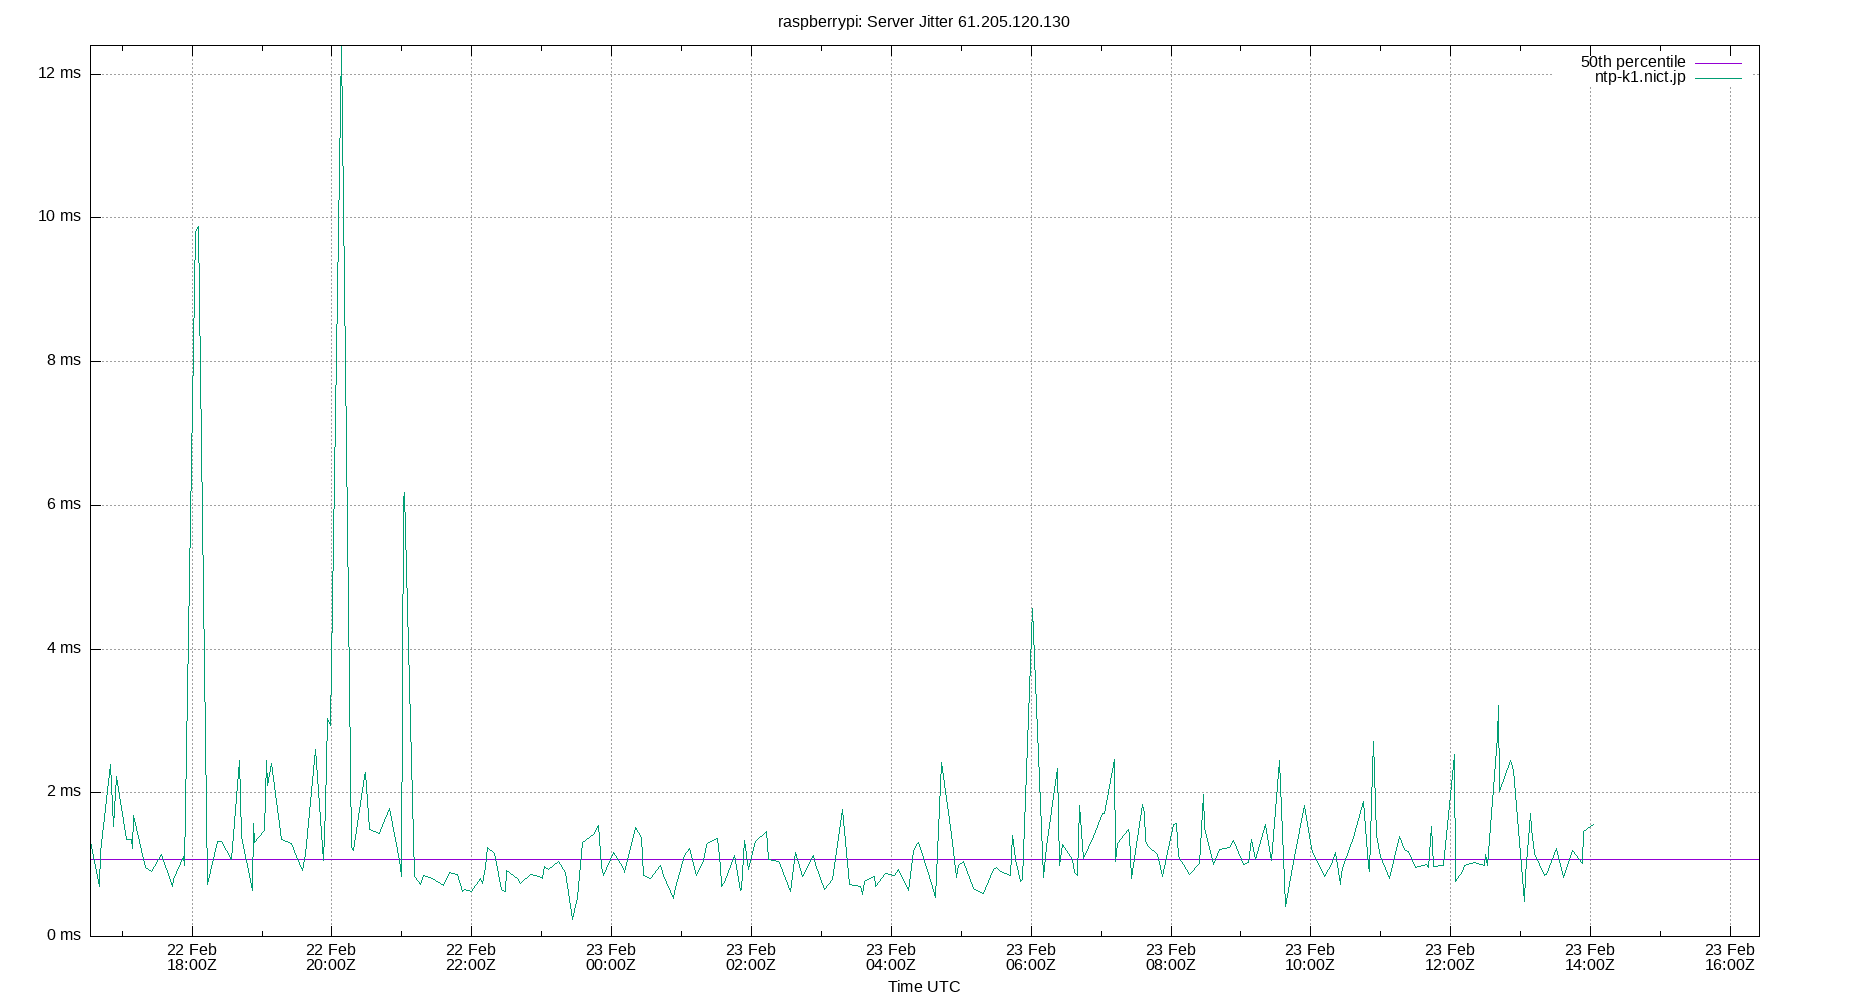 raspberrypi: Server Jitter 61.205.120.130
50th percentile
ntp-k1.nict.jp
12 ms
10 ms
8 ms
6 ms
4 ms
2 ms
0 ms
22 Feb 22 Feb 22 Feb 23 Feb 23 Feb 23 Feb 23 Feb 23 Feb 23 Feb 23 Feb 23 Feb 23 Feb
18:00Z 20:00Z 22:00Z 00:00Z 02:00Z 04:00Z 06:00Z 08:00Z 10:00Z 12:00Z 14:00Z 16:00Z
Time UTC